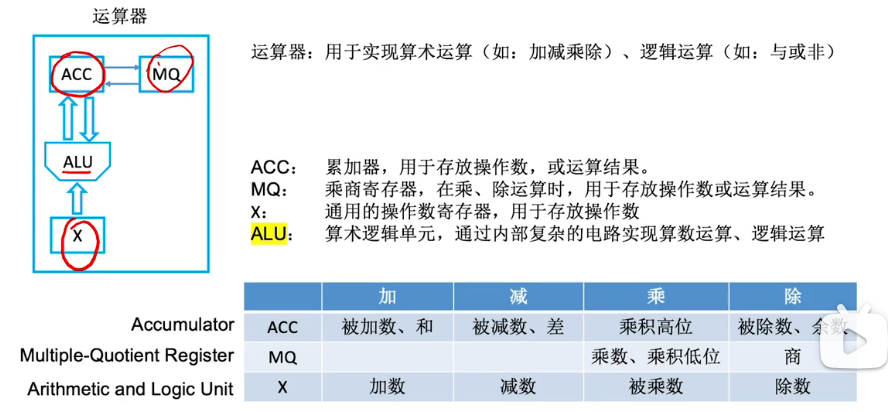 运算器
ACC
MQ
ALU
X
运算器：用于实现算术运算（如：加减乘除）、逻辑运算（如：与或非）
ACC： 累加器，用于存放操作数，或运算结果。
MQ： 乘商寄存器，在乘、除运算时，用于存放操作数或运算结果。
X： 通用的操作数寄存器，用于存放操作数
ALU： 算术逻辑单元，通过内部复杂的电路实现算数运算、逻辑运算
加 减 乘 除
Accumulator ACC 被加数、和 被减数、差 乘积高位 被除数、余数
Multiple-Quotient Register MQ 乘数、乘积低位 商
Arithmetic and Logic Unit X 加数 减数 被乘数 除数